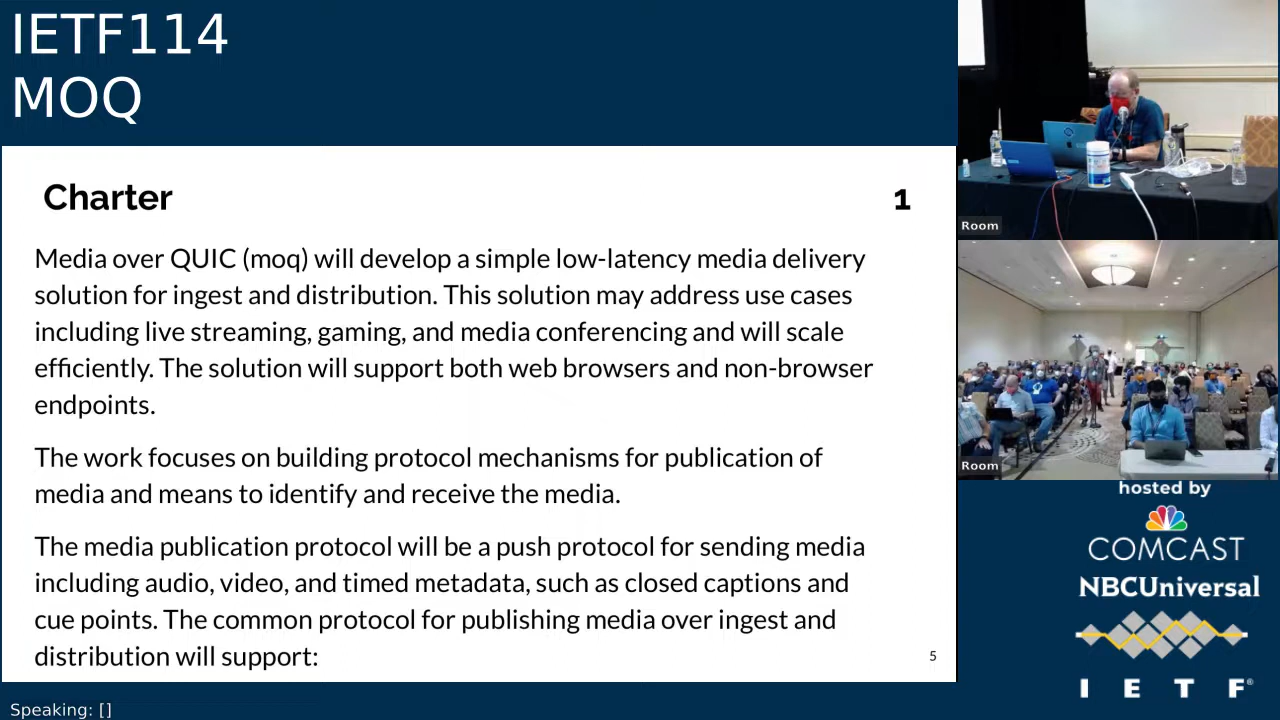 IETF114
MOQ
Charter
1
Media over QUIC (moq) will develop a simple low-latency media delivery
solution for ingest and distribution. This solution may address use cases
including live streaming, gaming, and media conferencing and will scale
efficiently. The solution will support both web browsers and non-browser
endpoints.
The work focuses on building protocol mechanisms for publication of
media and means to identify and receive the media.
The media publication protocol will be a push protocol for sending media
including audio, video, and timed metadata, such as closed captions and
cue points. The common protocol for publishing media over ingest and
distribution will support:
5
Speaking: []
Room
Room
hosted by
COMCAST
NBCUniversal
I E T F®